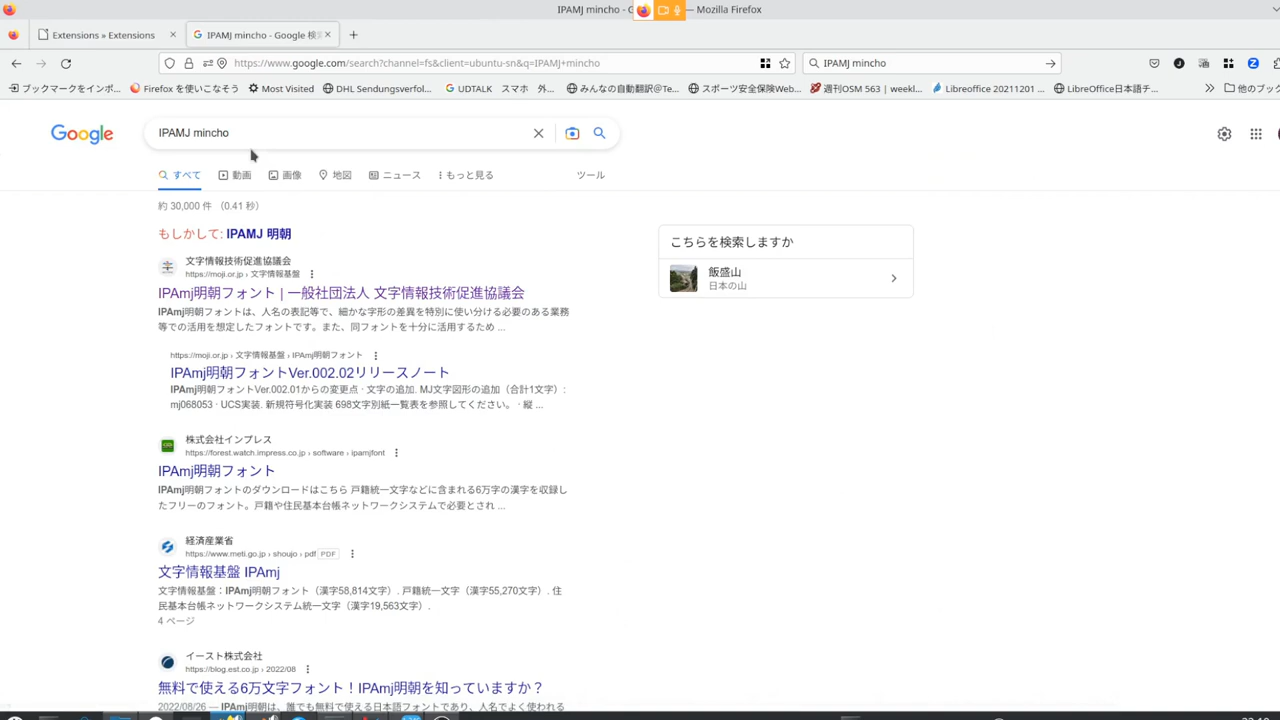 IPAMJ mincho - G
— Mozilla Firefox
Extensions » Extensions
IPAMJ mincho - Google 検索
https://www.google.com/search?channel=fs&client=ubuntu-sn&q=IPAMJ+mincho
IPAMJ mincho
ブックマークをインポ...
Firefox を使いこなそう
Most Visited
DHL Sendungsverfol...
UDTALK スマホ 外...
みんなの自動翻訳@Te...
スポーツ安全保険Web...
週刊OSM 563 | weekl...
Libreoffice 20211201 ...
LibreOffice日本語チ...
他のブック
Google
IPAMJ mincho
すべて
動画
画像
地図
ニュース
もっと見る
ツール
約 30,000 件 （0.41 秒）
もしかして: IPAMJ 明朝
文字情報技術促進協議会
https://moji.or.jp › 文字情報基盤
IPAmj明朝フォント | 一般社団法人 文字情報技術促進協議会
IPAmj明朝フォントは、人名の表記等で、細かな字形の差異を特別に使い分ける必要のある業務
等での活用を想定したフォントです。また、同フォントを十分に活用するため ...
https://moji.or.jp › 文字情報基盤 › IPAmj明朝フォント
IPAmj明朝フォントVer.002.02リリースノート
IPAmj明朝フォントVer.002.01からの変更点 · 文字の追加. MJ文字図形の追加（合計1文字）:
mj068053 · UCS実装. 新規符号化実装 698文字別紙一覧表を参照してください。 · 縦 ...
株式会社インプレス
https://forest.watch.impress.co.jp › software › ipamjfont
IPAmj明朝フォント
IPAmj明朝フォントのダウンロードはこちら 戸籍統一文字などに含まれる6万字の漢字を収録し
たフリーのフォント。戸籍や住民基本台帳ネットワークシステムで必要とされ ...
経済産業省
https://www.meti.go.jp › shoujo › pdf PDF
文字情報基盤 IPAmj
文字情報基盤：IPAmj明朝フォント（漢字58,814文字）. 戸籍統一文字（漢字55,270文字）. 住
民基本台帳ネットワークシステム統一文字（漢字19,563文字）.
4 ページ
イースト株式会社
https://blog.est.co.jp › 2022/08
無料で使える6万文字フォント！IPAmj明朝を知っていますか？
2022/08/26 — IPAmj明朝は、誰でも無料で使える日本語フォントであり、人名でよく使われる
こちらを検索しますか
飯盛山
日本の山